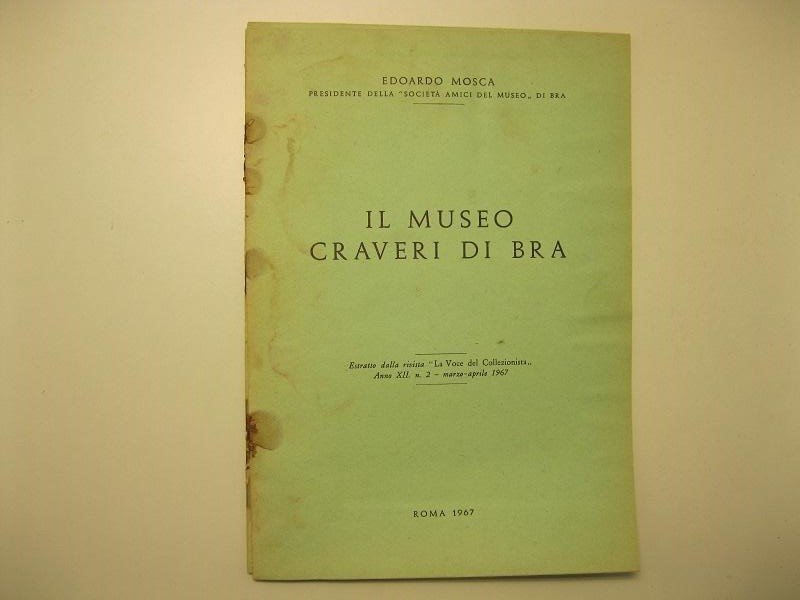 EDOARDO MOSCA
PRESIDENTE DELLA "SOCIETÀ AMICI DEL MUSEO„ DI BRA
IL MUSEO
CRAVERI DI BRA
Estratto dalla rivista "La Voce del Collezionista„
Anno XII. n. 2 - marzo-aprile 1967
ROMA 1967